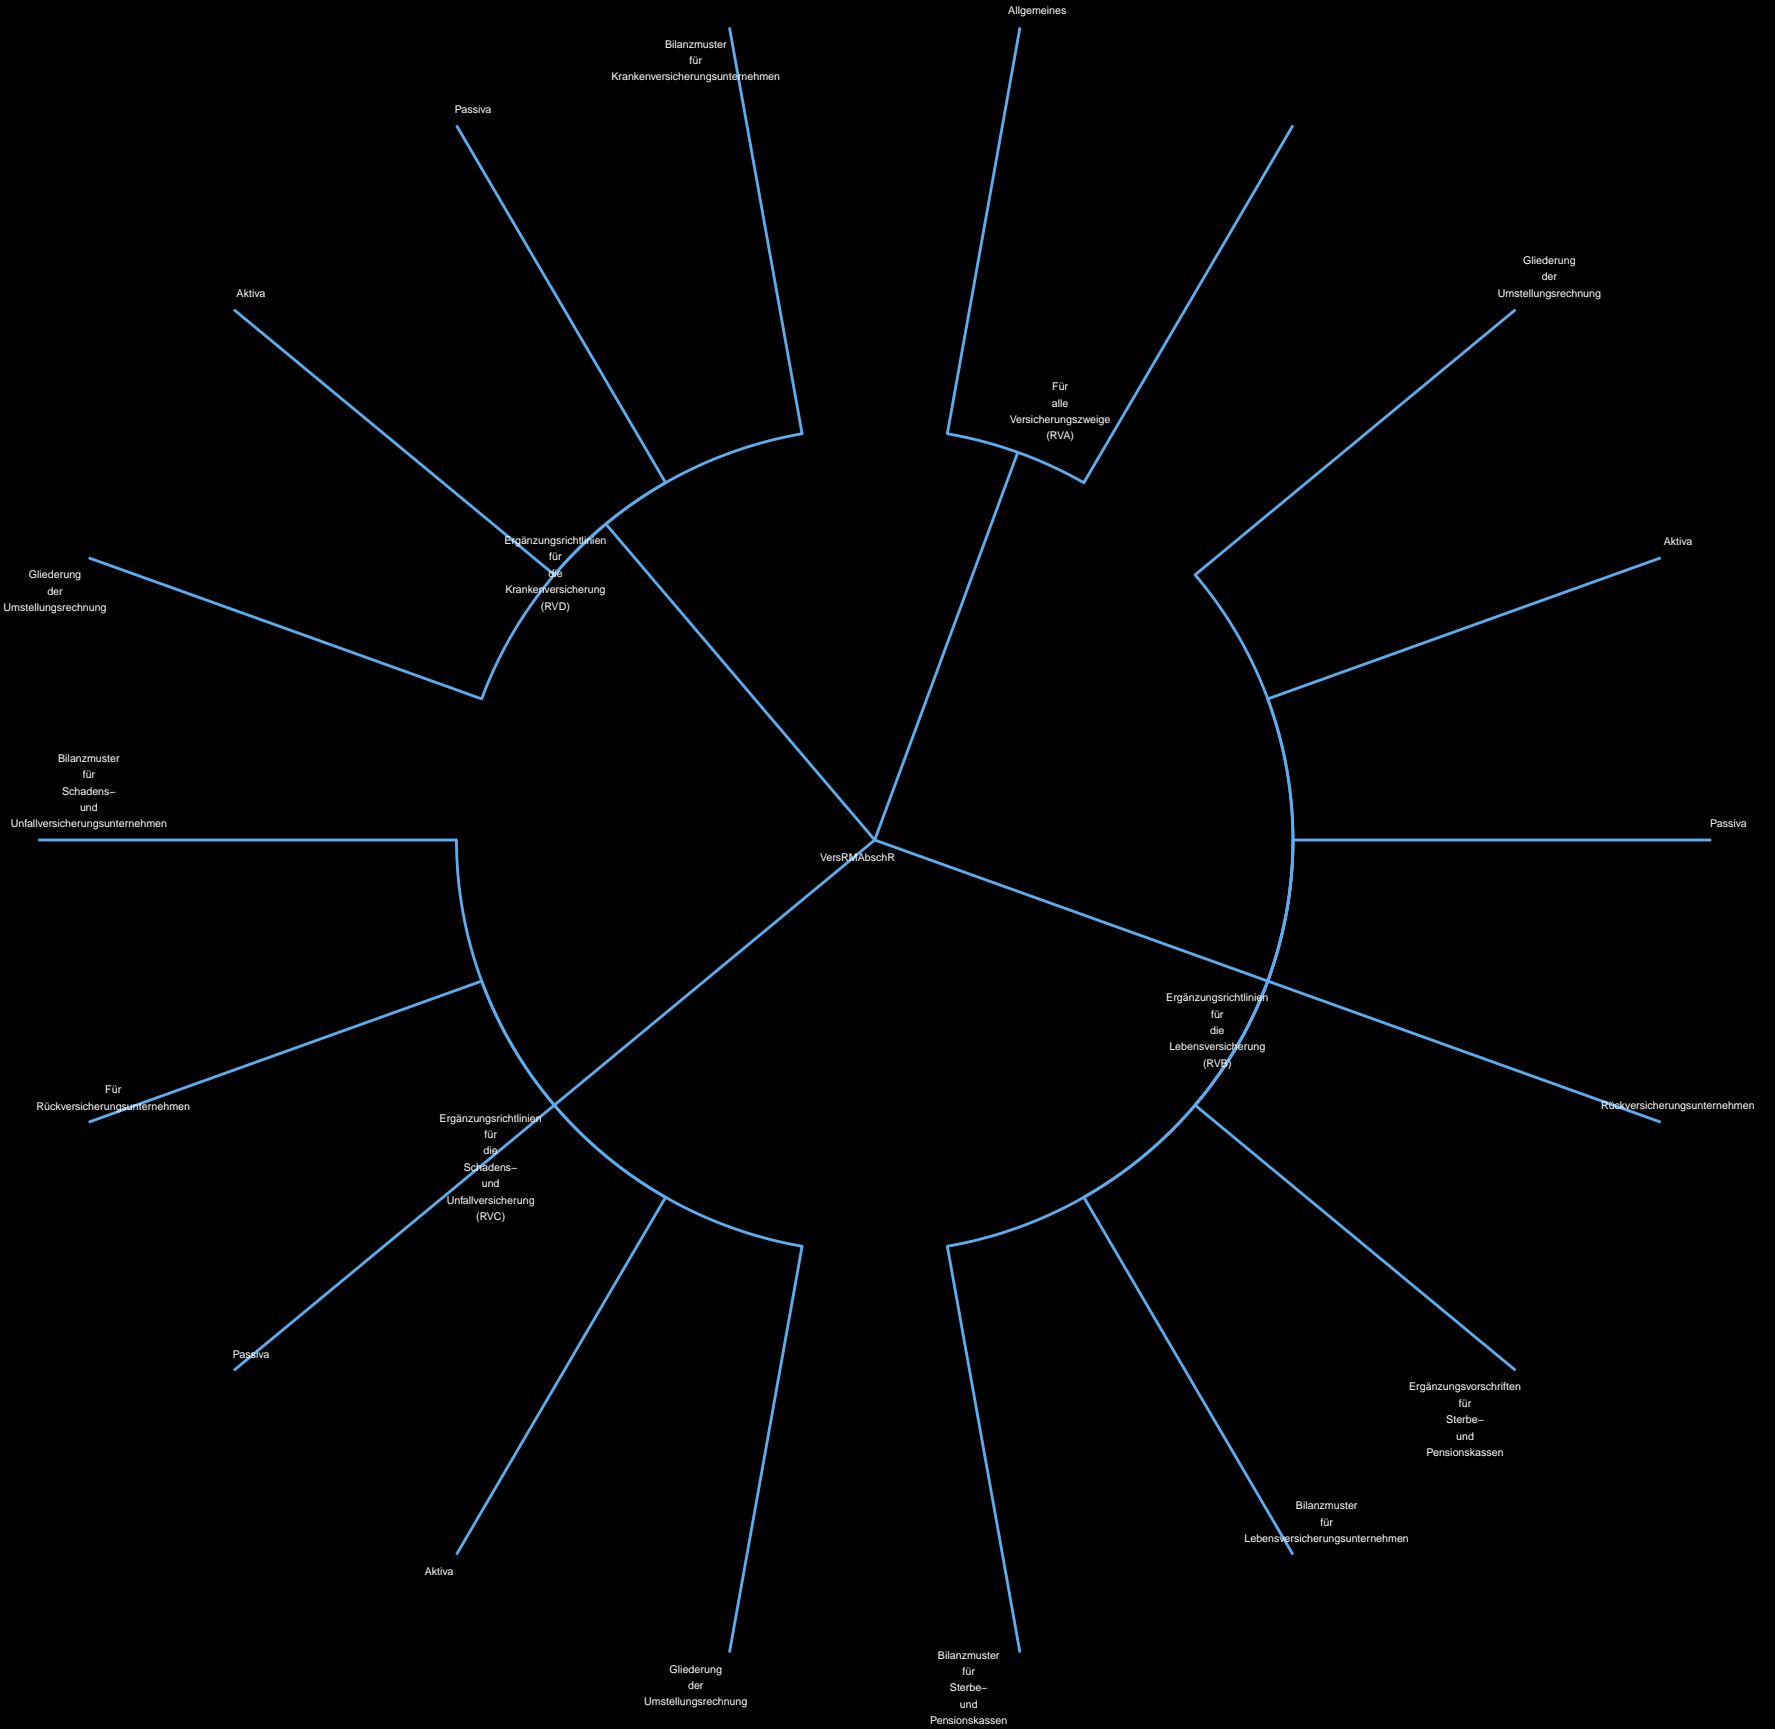 Allgemeines
Bilanzmuster
für
Krankenversicherungsunternehmen
Passiva
Gliederung
der
Umstellungsrechnung
Aktiva
Für
alle
Versicherungszweige
(RVA)
Ergänzungsrichtlinien
für
die
Krankenversicherung
(RVD)
Aktiva
Gliederung
der
Umstellungsrechnung
Bilanzmuster
für
Schadens–
und
Unfallversicherungsunternehmen
Passiva
VersRMAbschR
Ergänzungsrichtlinien
für
die
Lebensversicherung
(RVB)
Für
Rückversicherungsunternehmen
Rückversicherungsunternehmen
Ergänzungsrichtlinien
für
die
Schadens–
und
Unfallversicherung
(RVC)
Passiva
Ergänzungsvorschriften
für
Sterbe–
und
Pensionskassen
Bilanzmuster
für
Lebensversicherungsunternehmen
Aktiva
Gliederung
der
Umstellungsrechnung
Bilanzmuster
für
Sterbe–
und
Pensionskassen